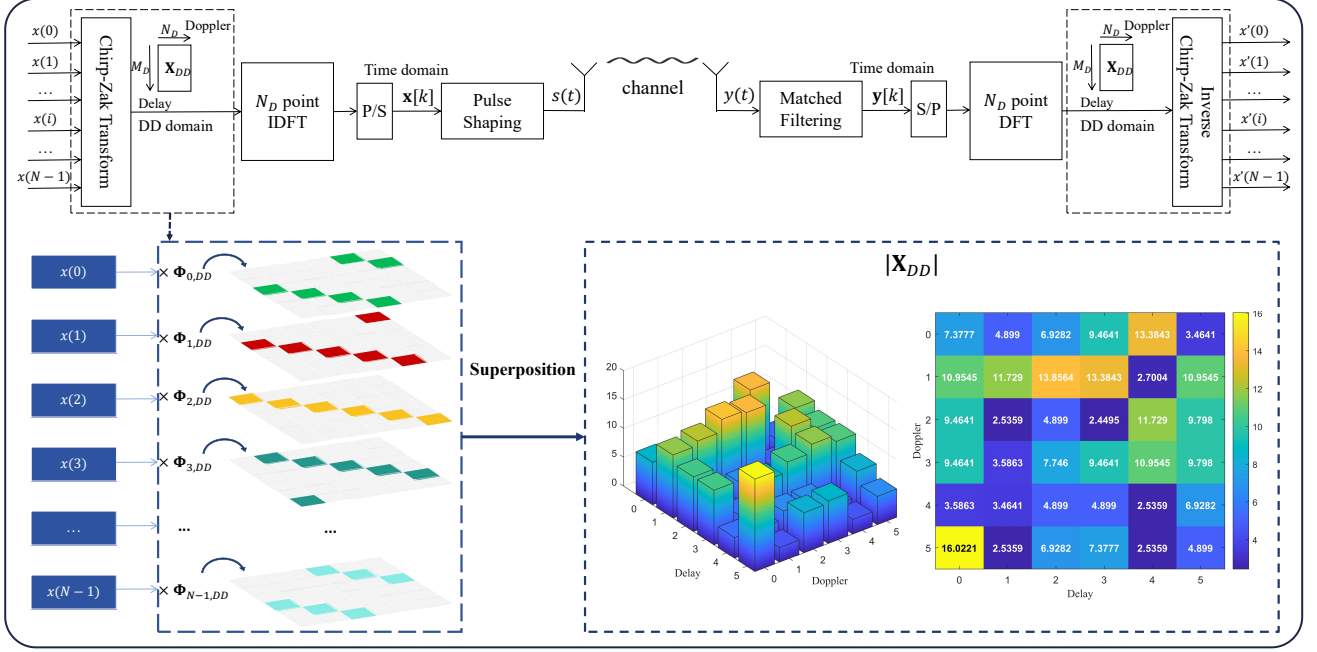 x(0)
x(1)
...
x(i)
...
x(N − 1)
Chirp-Zak Transform
N_D Doppler
M_D
X_DD
Delay
DD domain
N_D point
IDFT
P/S
Time domain
x[k]
Pulse
Shaping
s(t)
channel
y(t)
Matched
Filtering
Time domain
y[k]
S/P
N_D point
DFT
N_D Doppler
M_D
X_DD
Delay
DD domain
Inverse
Chirp-Zak Transform
x'(0)
x'(1)
...
x'(i)
...
x'(N − 1)
x(0)
× Φ_0,DD
x(1)
× Φ_1,DD
x(2)
× Φ_2,DD
x(3)
× Φ_3,DD
...
...
...
x(N − 1)
× Φ_N−1,DD
Superposition
|X_DD|
20
15
10
5
0
0
1
2
3
4
5
Delay
0
1
2
3
4
5
Doppler
Doppler
0 7.3777 4.899 6.9282 9.4641 13.3843 3.4641
1 10.9545 11.729 13.8564 13.3843 2.7004 10.9545
2 9.4641 2.5359 4.899 2.4495 11.729 9.798
3 9.4641 3.5863 7.746 9.4641 10.9545 9.798
4 3.5863 3.4641 4.899 4.899 2.5359 6.9282
5 16.0221 2.5359 6.9282 7.3777 2.5359 4.899
0 1 2 3 4 5
Delay
16
14
12
10
8
6
4